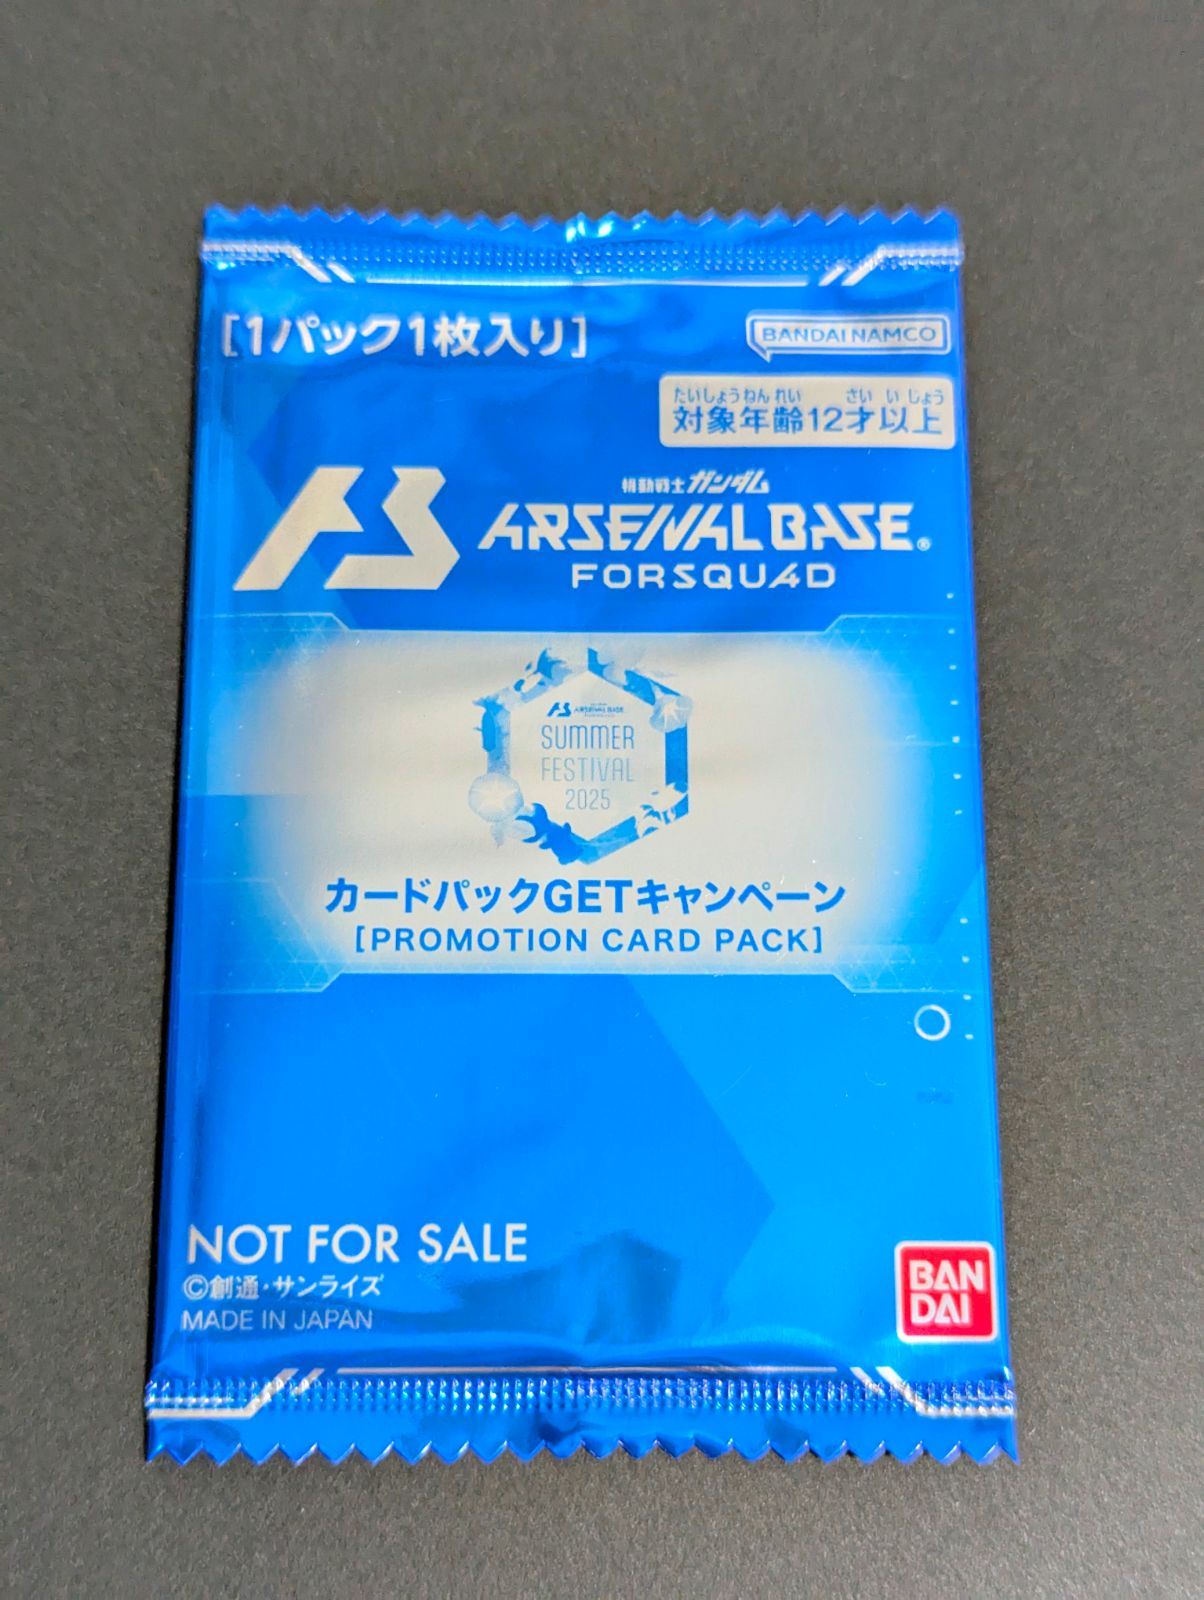 [1パック1枚入り]
BANDAI NAMCO
たいしょうねんれい さいいじょう
対象年齢12才以上
機動戦士ガンダム
AB ARSENAL BASE®
FORSQUAD
AB ARSENAL BASE
SUMMER
FESTIVAL
2025
カードパックGETキャンペーン
[PROMOTION CARD PACK]
NOT FOR SALE
©創通・サンライズ
MADE IN JAPAN
BAN
DAI